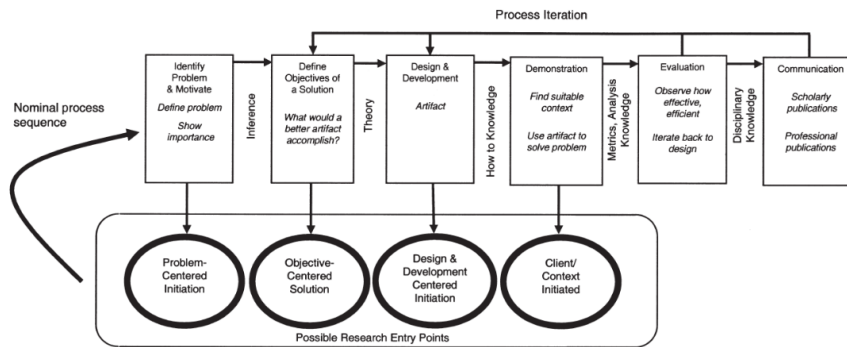 Process Iteration
Nominal process
sequence
Identify
Problem
& Motivate
Define problem
Show
importance
Inference
Define
Objectives of
a Solution
What would a
better artifact
accomplish?
Theory
Design &
Development
Artifact
How to Knowledge
Demonstration
Find suitable
context
Use artifact to
solve problem
Metrics, Analysis
Knowledge
Evaluation
Observe how
effective,
efficient
Iterate back to
design
Disciplinary
Knowledge
Communication
Scholarly
publications
Professional
publications
Problem-
Centered
Initiation
Objective-
Centered
Solution
Design &
Development
Centered
Initiation
Client/
Context
Initiated
Possible Research Entry Points